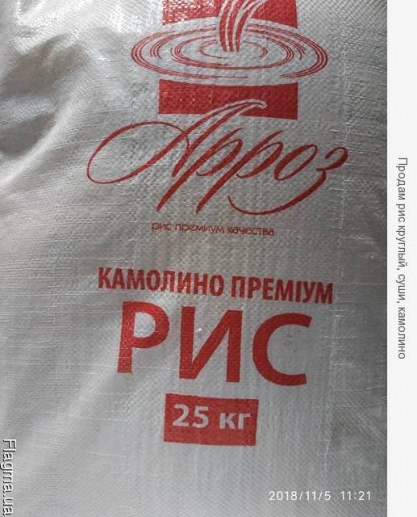 Арроз
рис премиум качества
КАМОЛИНО ПРЕМІУМ
РИС
25 кг
2018/11/5 11:21
Flagma.ua
Продам рис круглый, суши, камолино